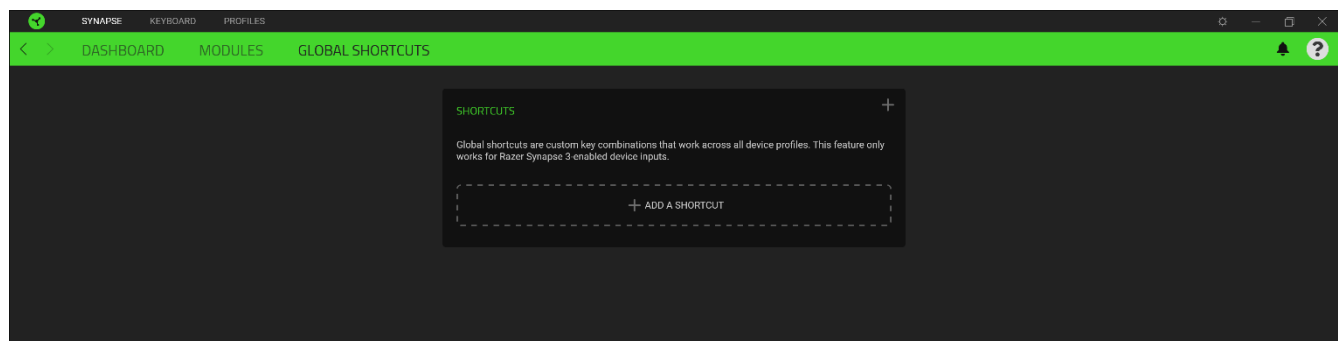 SYNAPSE KEYBOARD PROFILES
DASHBOARD MODULES GLOBAL SHORTCUTS
?
SHORTCUTS
Global shortcuts are custom key combinations that work across all device profiles. This feature only
works for Razer Synapse 3-enabled device inputs.
ADD A SHORTCUT